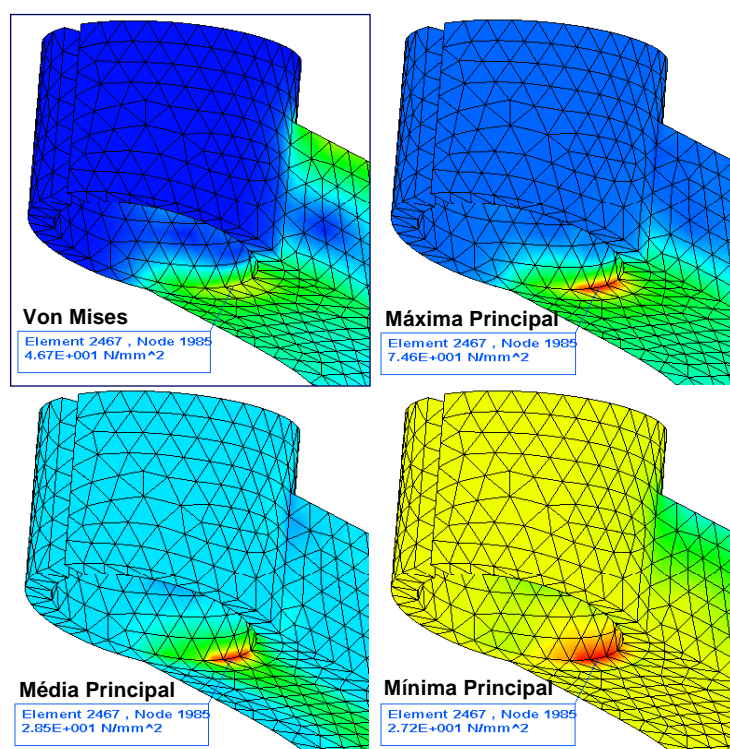 Von Mises
Element 2467 , Node 1985
4.67E+001 N/mm^2
Máxima Principal
Element 2467 , Node 1985
7.46E+001 N/mm^2
Média Principal
Element 2467 , Node 1985
2.85E+001 N/mm^2
Mínima Principal
Element 2467 , Node 1985
2.72E+001 N/mm^2